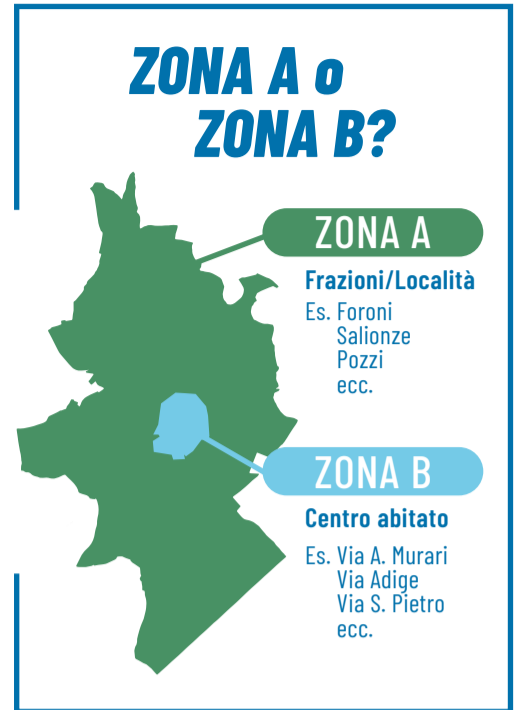 ZONA A o
ZONA B?
ZONA A
Frazioni/Località
Es. Foroni
Salionze
Pozzi
ecc.
ZONA B
Centro abitato
Es. Via A. Murari
Via Adige
Via S. Pietro
ecc.